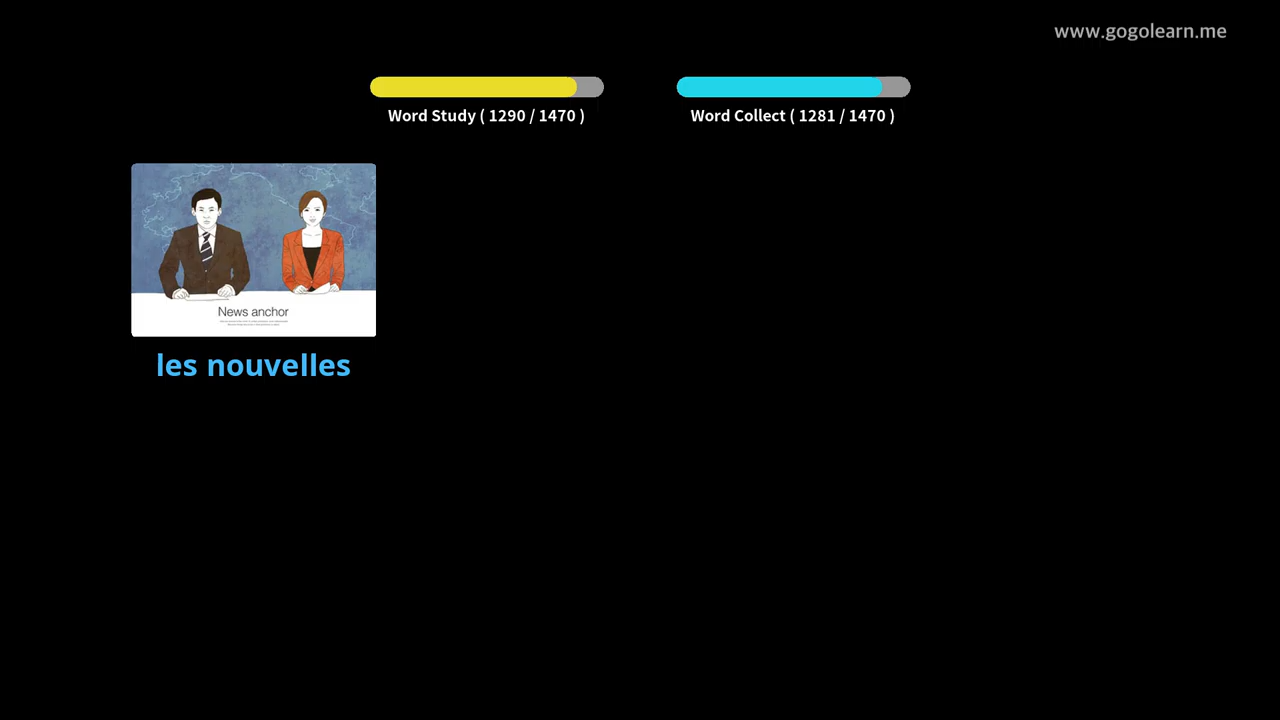 www.gogolearn.me
Word Study ( 1290 / 1470 )
Word Collect ( 1281 / 1470 )
News anchor
les nouvelles